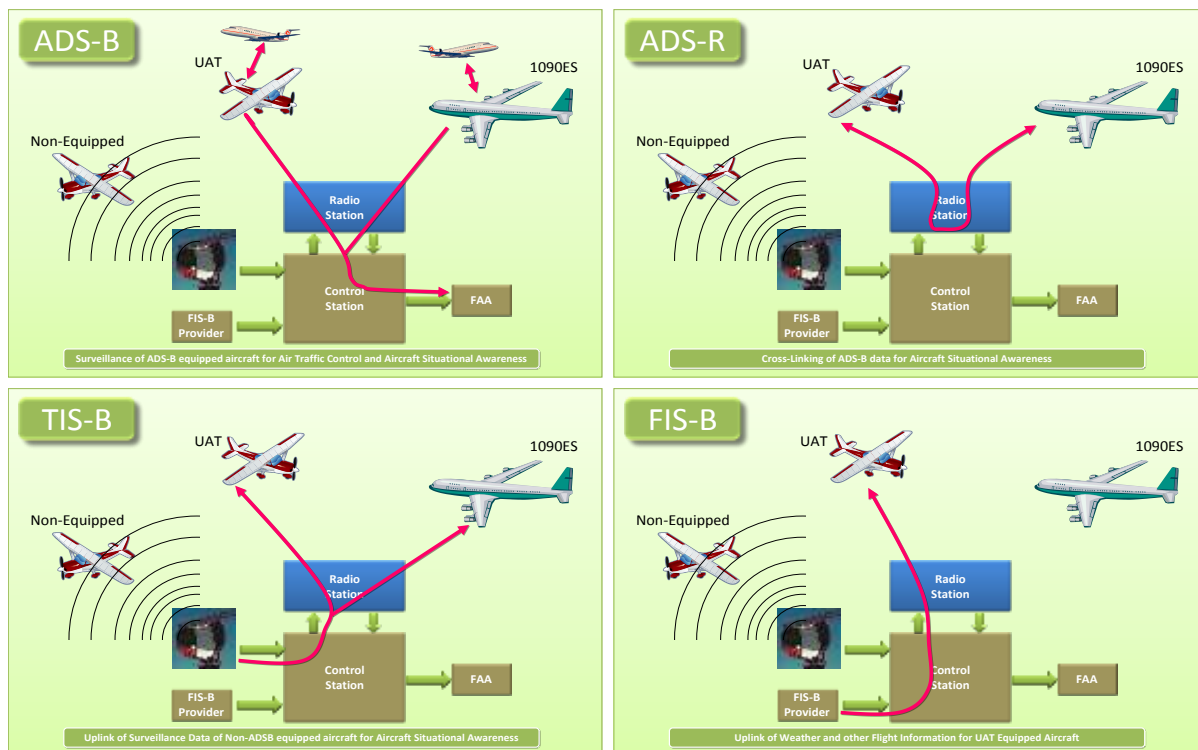 ADS-B
UAT
1090ES
Non-Equipped
Radio
Station
Control
Station
FAA
FIS-B
Provider
Surveillance of ADS-B equipped aircraft for Air Traffic Control and Aircraft Situational Awareness
ADS-R
UAT
1090ES
Non-Equipped
Radio
Station
Control
Station
FAA
FIS-B
Provider
Cross-Linking of ADS-B data for Aircraft Situational Awareness
TIS-B
UAT
1090ES
Non-Equipped
Radio
Station
Control
Station
FAA
FIS-B
Provider
Uplink of Surveillance Data of Non-ADSB equipped aircraft for Aircraft Situational Awareness
FIS-B
UAT
1090ES
Non-Equipped
Radio
Station
Control
Station
FAA
FIS-B
Provider
Uplink of Weather and other Flight Information for UAT Equipped Aircraft